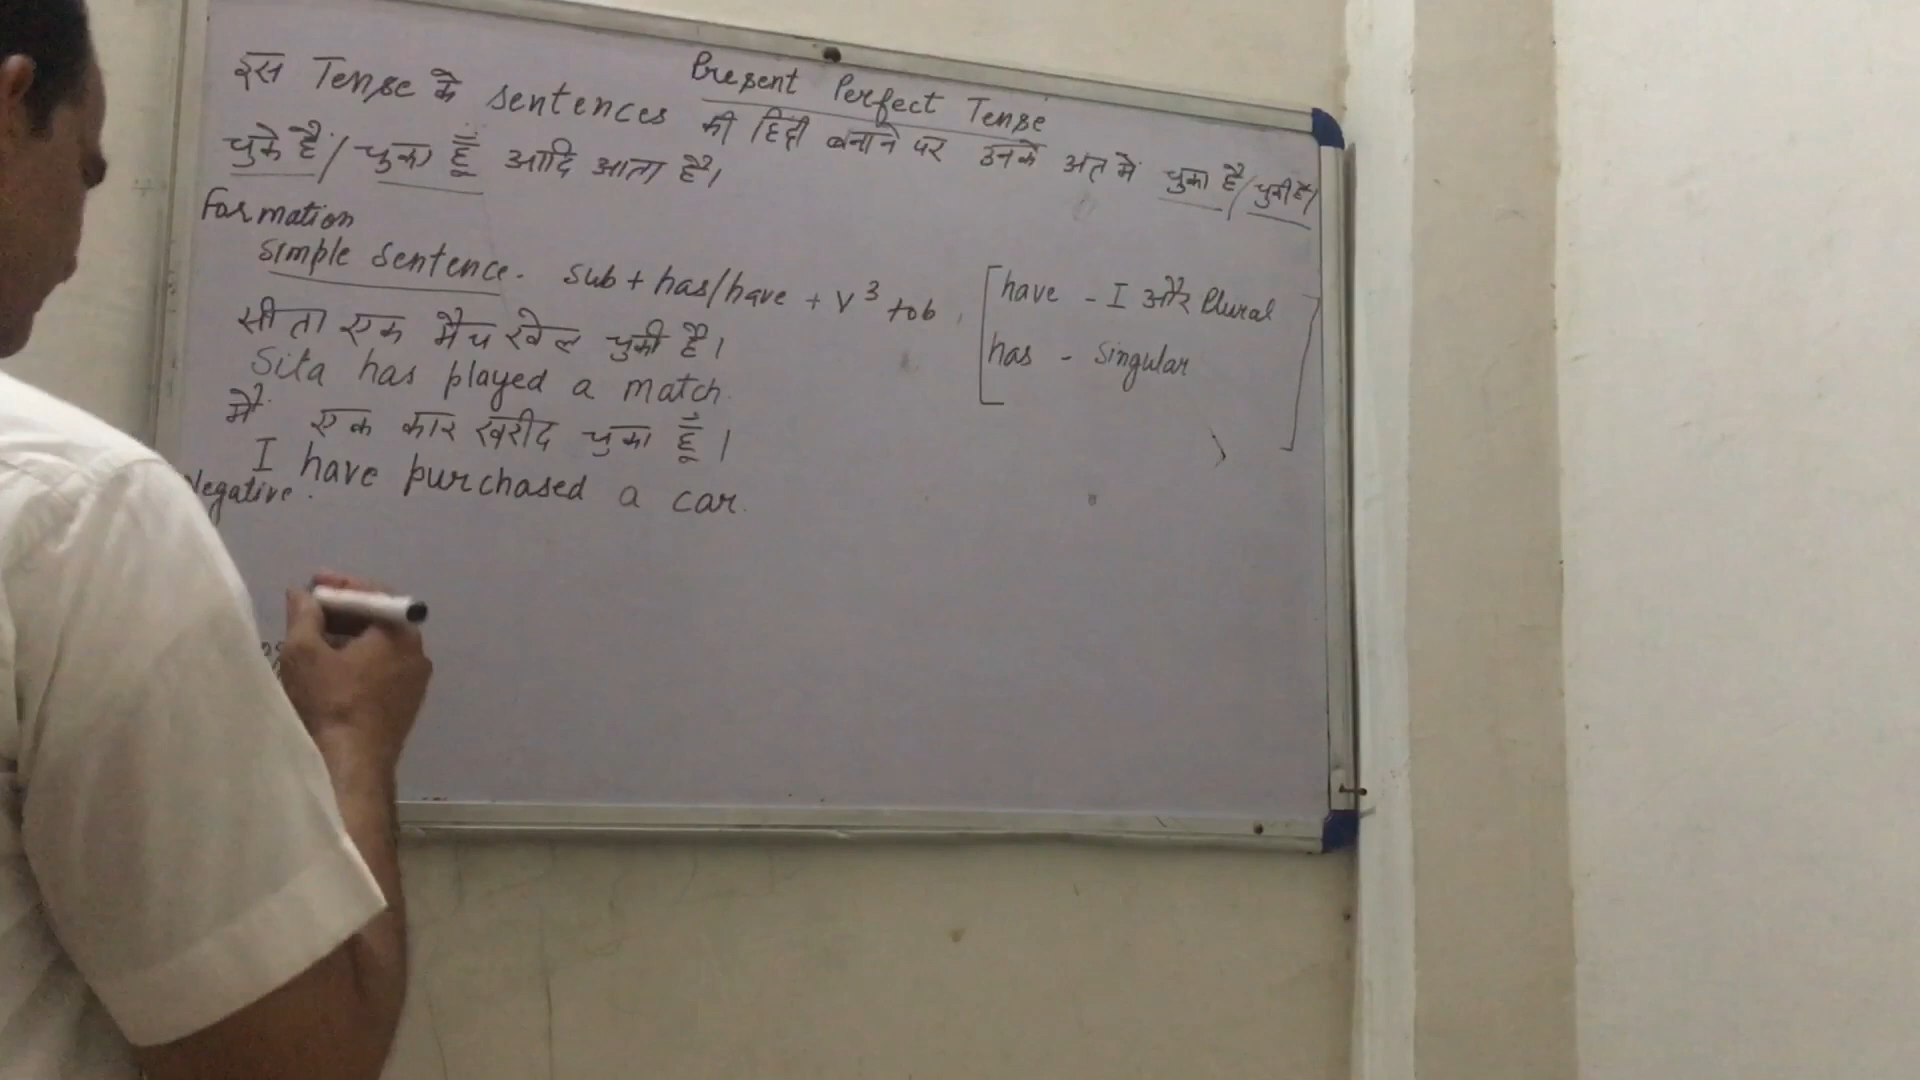 Present Perfect Tense
इस Tense के sentences की हिंदी बनाने पर उनके अंत में चुका है/चुकी है/
चुके हैं/चुका हूँ आदि आता है।
Formation
Simple Sentence. sub + has/have + V3 + ob.
[have - I और Plural
has - Singular]
सीता एक मैच खेल चुकी है।
Sita has played a match.
मैं एक कार खरीद चुका हूँ।
I have purchased a car.
Negative.